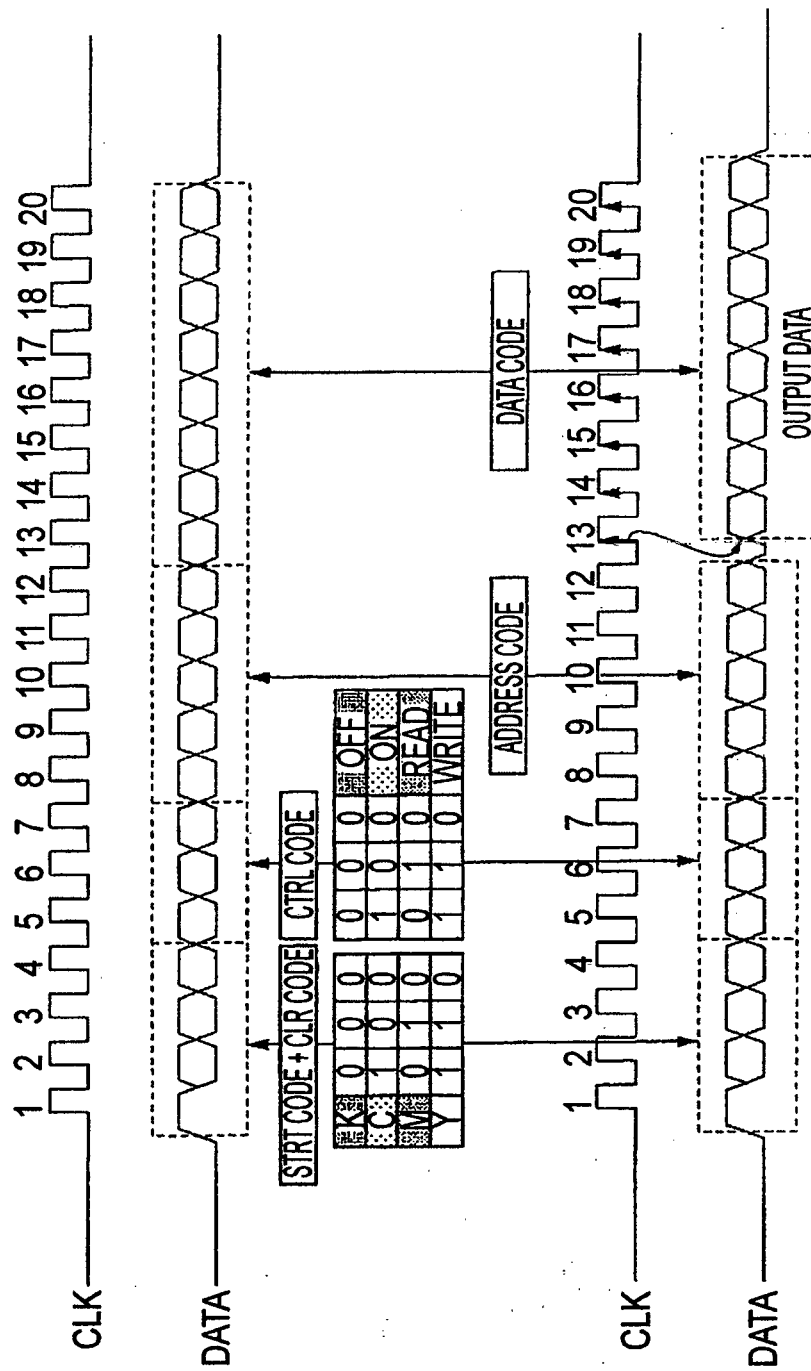 CLK
1 2 3 4 5 6 7 8 9 10 11 12 13 14 15 16 17 18 19 20
DATA
STRT CODE + CLR CODE
K 0 0 0
C 1 0 0
M 0 1 0
Y 1 1 0
CTRL CODE
0 0 0 OFF
1 0 0 ON
0 1 0 READ
1 1 0 WRITE
ADDRESS CODE
DATA CODE
CLK
1 2 3 4 5 6 7 8 9 10 11 12 13 14 15 16 17 18 19 20
DATA
OUTPUT DATA